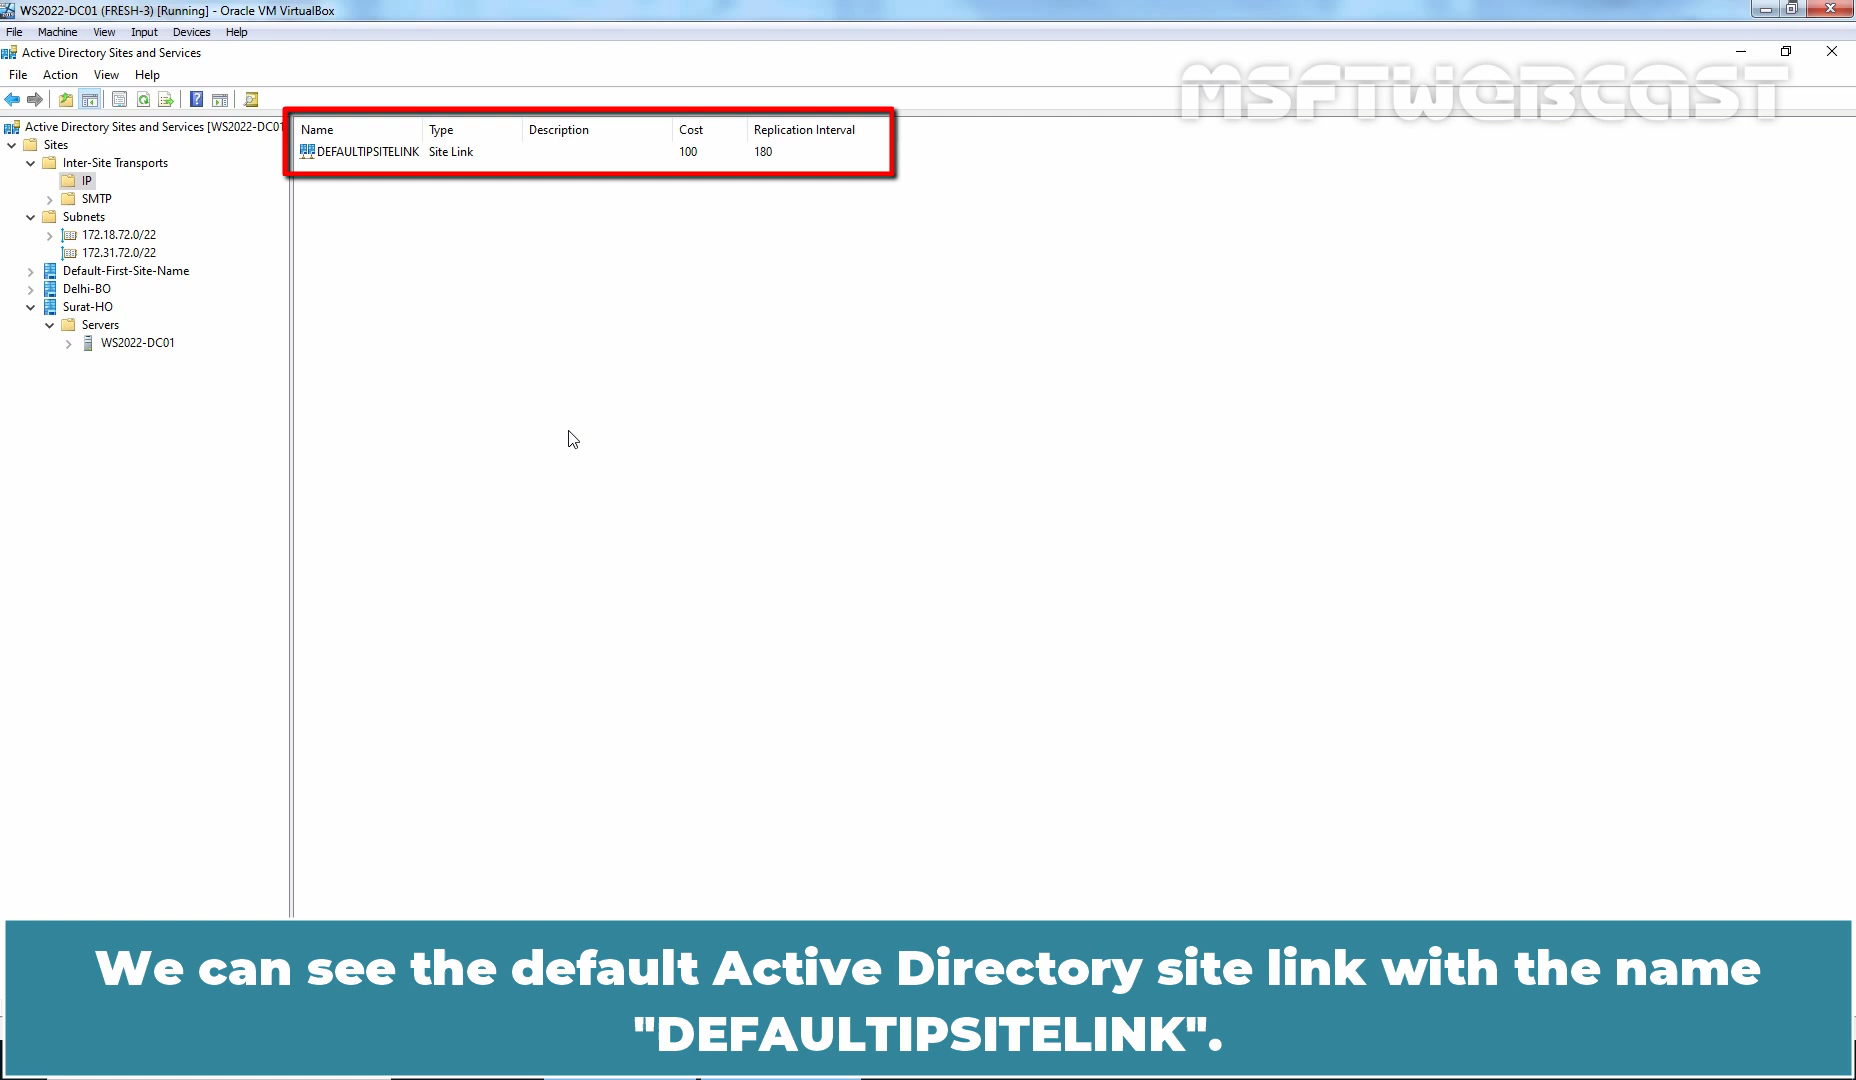 WS2022-DC01 (FRESH-3) [Running] - Oracle VM VirtualBox
File Machine View Input Devices Help
Active Directory Sites and Services
File Action View Help
MSFTWEBCAST
Active Directory Sites and Services [WS2022-DC01
Name Type Description Cost Replication Interval
Sites
DEFAULTIPSITELINK Site Link 100 180
Inter-Site Transports
IP
SMTP
Subnets
172.18.72.0/22
172.31.72.0/22
Default-First-Site-Name
Delhi-BO
Surat-HO
Servers
WS2022-DC01
We can see the default Active Directory site link with the name
"DEFAULTIPSITELINK".